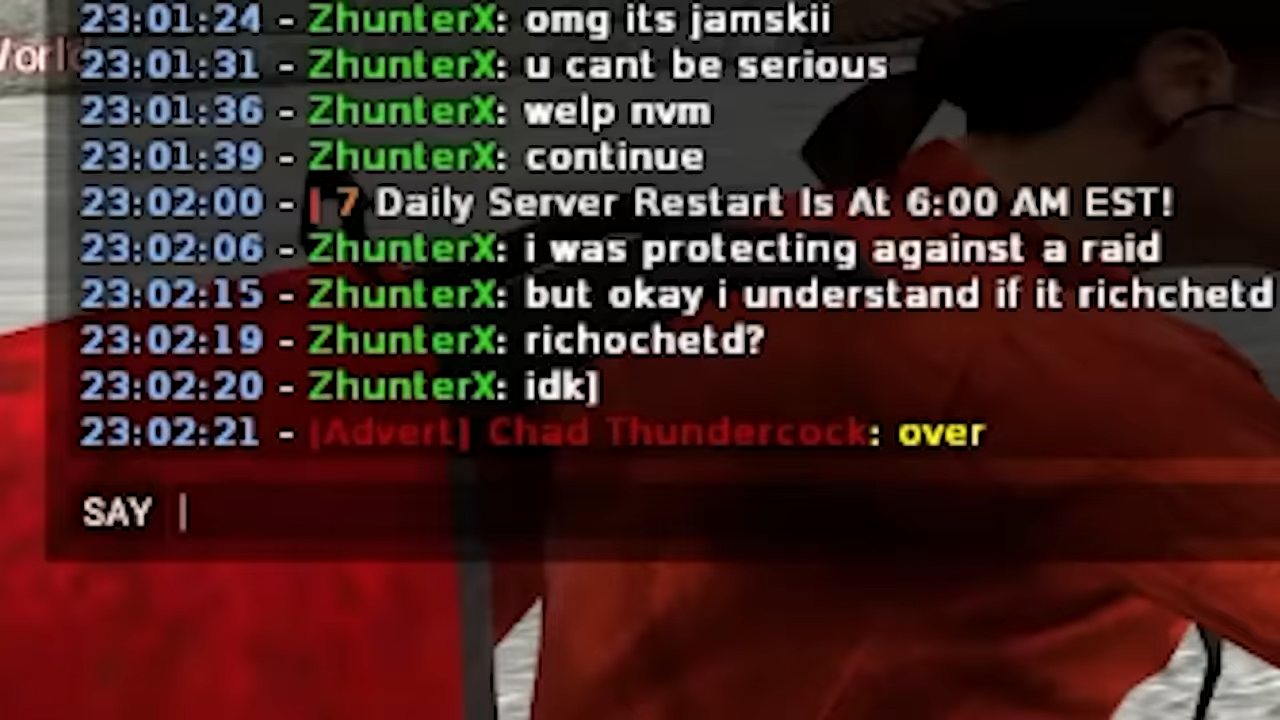 23:01:24 - ZhunterX: omg its jamskii
23:01:31 - ZhunterX: u cant be serious
23:01:36 - ZhunterX: welp nvm
23:01:39 - ZhunterX: continue
23:02:00 - | 7 Daily Server Restart Is At 6:00 AM EST!
23:02:06 - ZhunterX: i was protecting against a raid
23:02:15 - ZhunterX: but okay i understand if it richchetd
23:02:19 - ZhunterX: richochetd?
23:02:20 - ZhunterX: idk]
23:02:21 - [Advert] Chad Thundercock: over
SAY |